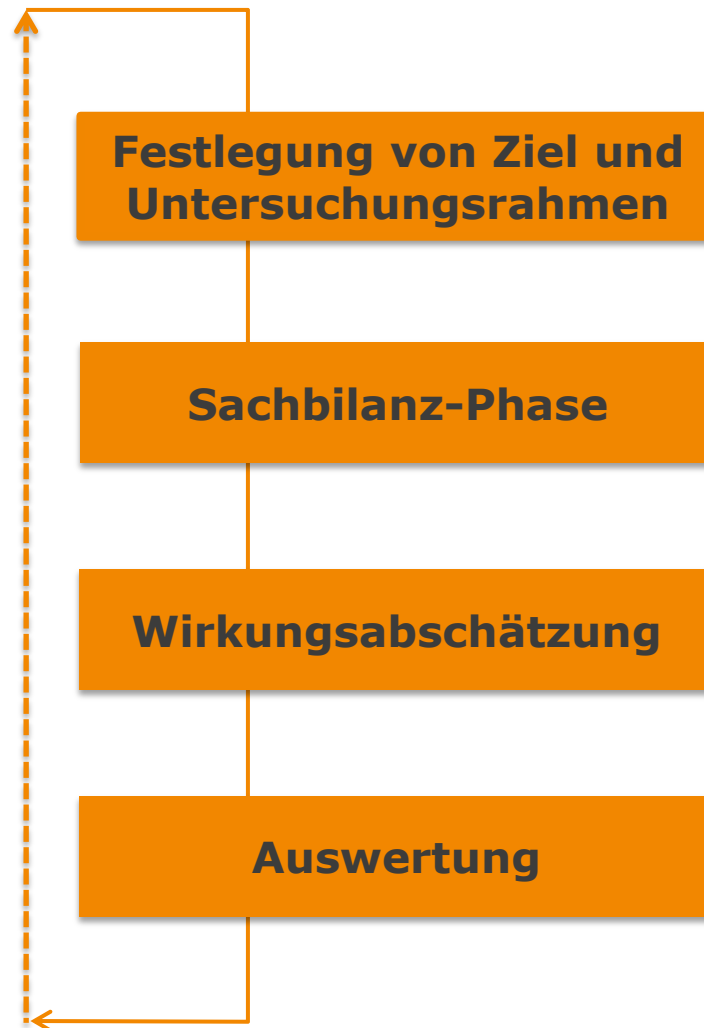 Festlegung von Ziel und
Untersuchungsrahmen
Sachbilanz-Phase
Wirkungsabschätzung
Auswertung